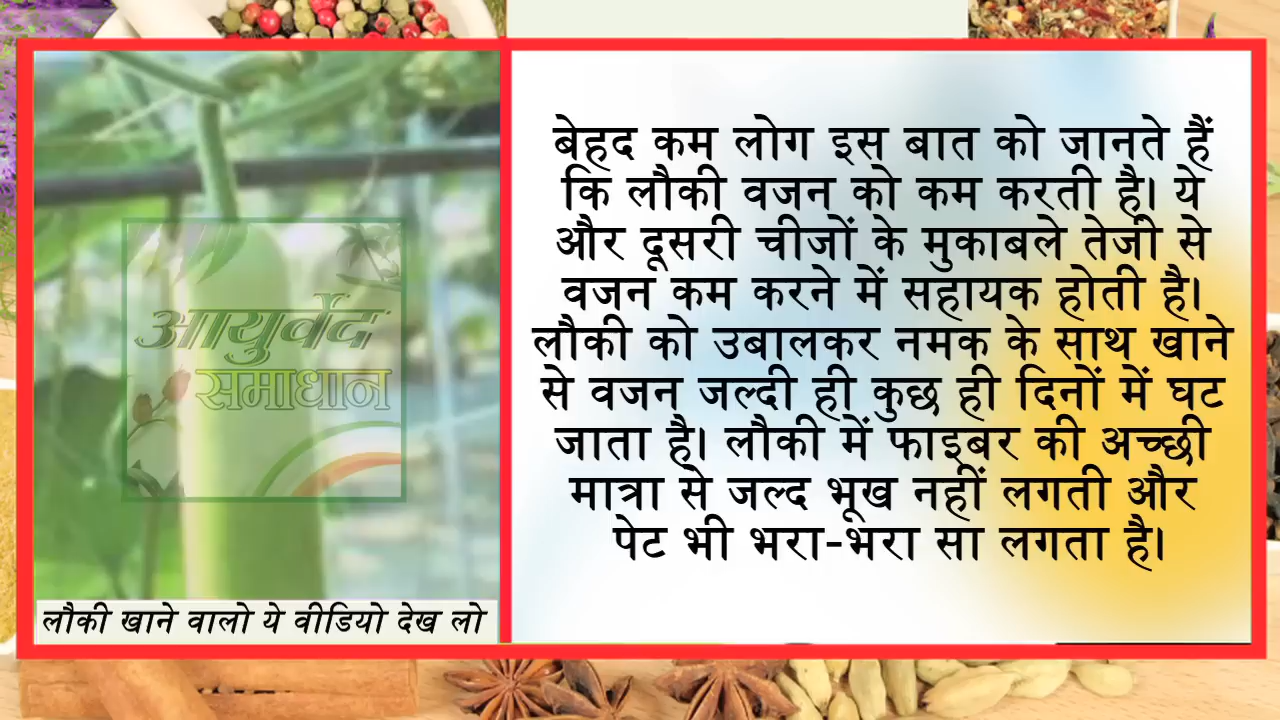 बेहद कम लोग इस बात को जानते हैं
कि लौकी वजन को कम करती है। ये
और दूसरी चीजों के मुकाबले तेजी से
वजन कम करने में सहायक होती है।
लौकी को उबालकर नमक के साथ खाने
से वजन जल्दी ही कुछ ही दिनों में घट
जाता है। लौकी में फाइबर की अच्छी
मात्रा से जल्द भूख नहीं लगती और
पेट भी भरा-भरा सा लगता है।
आयुर्वेद
समाधान
लौकी खाने वालो ये वीडियो देख लो